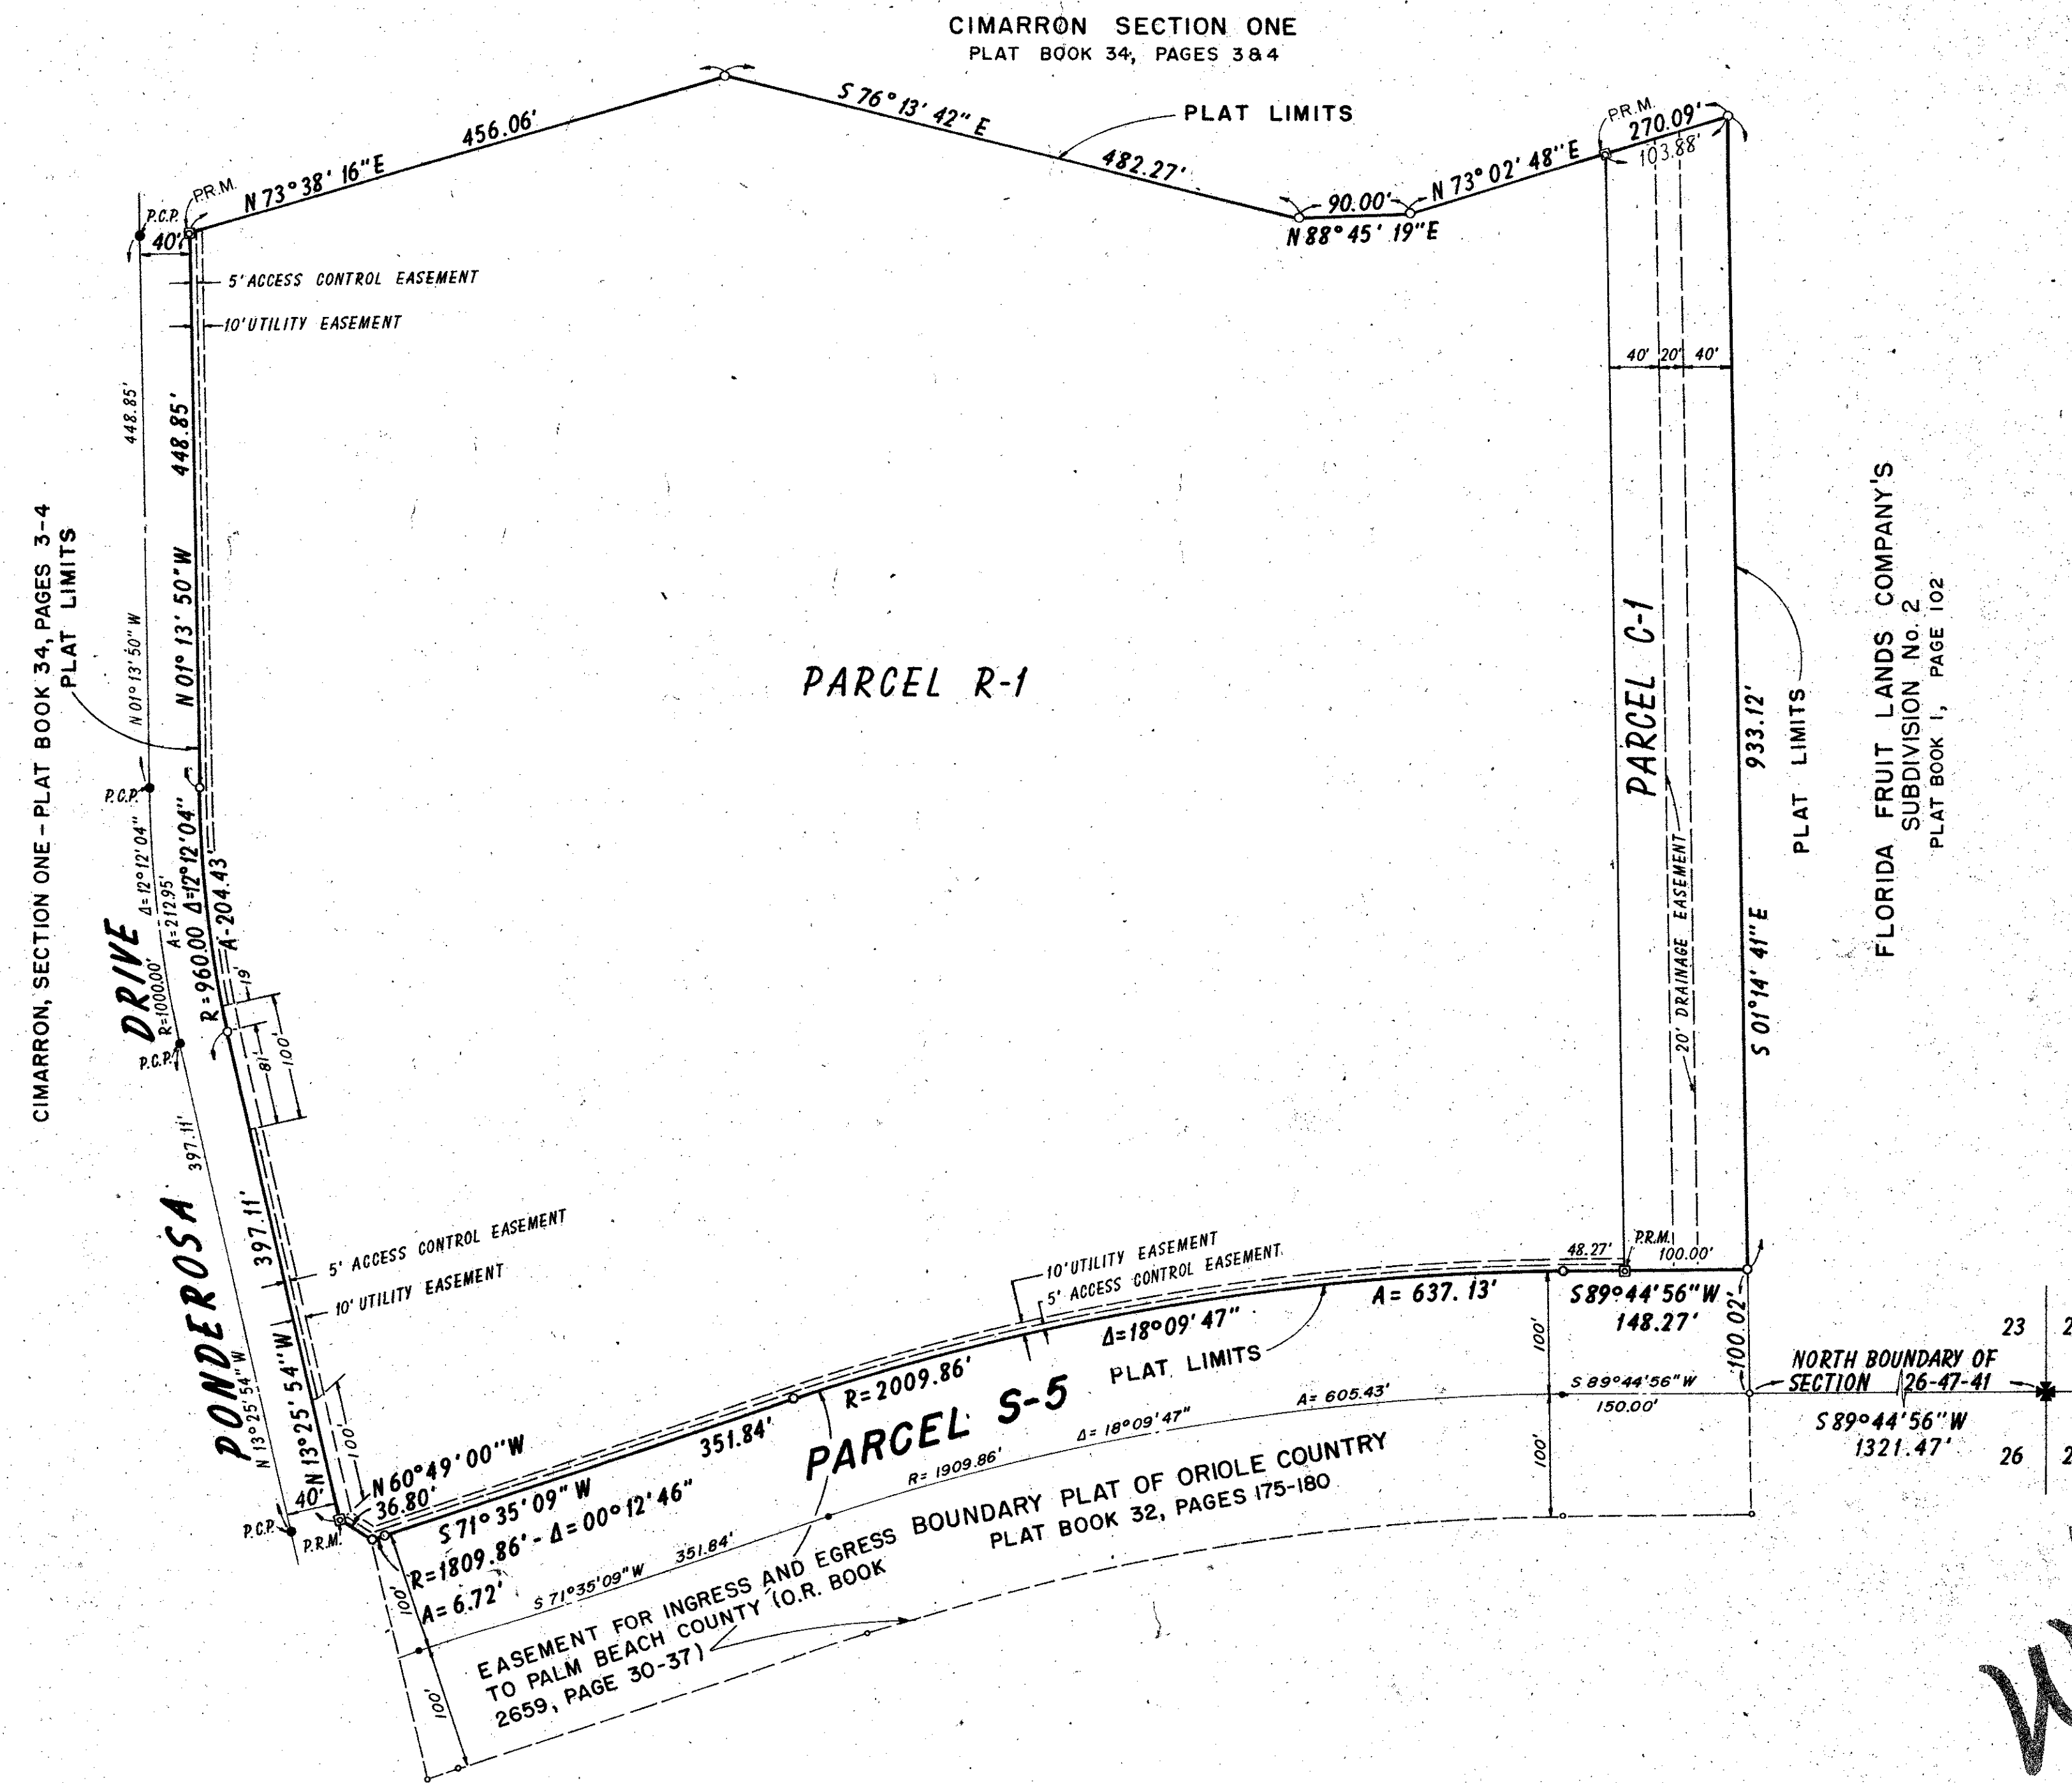 CIMARRON SECTION ONE
PLAT BOOK 34, PAGES 3&4
456.06'
S 76° 13' 42" E
PLAT LIMITS
482.27'
P.R.M.
270.09'
103.88'
N 73° 02' 48" E
90.00'
N 88° 45' 19" E
P.R.M.
N 73° 38' 16" E
P.C.P.
40'
5' ACCESS CONTROL EASEMENT
10' UTILITY EASEMENT
40' 20' 40'
448.85'
448.85'
CIMARRON, SECTION ONE - PLAT BOOK 34, PAGES 3-4
PLAT LIMITS
N 01° 13' 50" W
N 01° 13' 50" W
PARCEL R-1
PARCEL C-1
20' DRAINAGE EASEMENT
933.12'
S 01° 14' 41" E
PLAT LIMITS
FLORIDA FRUIT LANDS COMPANY'S
SUBDIVISION No. 2
PLAT BOOK 1, PAGE 102
P.C.P.
Δ=12° 12' 04"
A=212.95'
R=1000.00'
R=960.00 Δ=12° 12' 04"
A-204.43'
19'
81'
100'
P.C.P.
PONDEROSA DRIVE
397.11'
397.11'
N 13° 25' 54" W
N 13° 25' 54" W
5' ACCESS CONTROL EASEMENT
10' UTILITY EASEMENT
100'
40'
P.C.P.
P.R.M.
N 60° 49' 00" W
36.80'
S 71° 35' 09" W
351.84'
R=1809.86' - Δ=00° 12' 46"
A=6.72'
100'
100'
S 71° 35' 09" W 351.84'
10' UTILITY EASEMENT
5' ACCESS CONTROL EASEMENT
R=2009.86'
Δ=18° 09' 47"
A= 637.13'
PARCEL S-5
PLAT LIMITS
R= 1909.86'
Δ= 18° 09' 47"
A= 605.43'
BOUNDARY PLAT OF ORIOLE COUNTRY
PLAT BOOK 32, PAGES 175-180
EASEMENT FOR INGRESS AND EGRESS
TO PALM BEACH COUNTY (O.R. BOOK
2659, PAGE 30-37)
48.27'
P.R.M.
100.00'
S 89° 44' 56" W
148.27'
100'
100'
100.02'
S 89° 44' 56" W
150.00'
NORTH BOUNDARY OF
SECTION 26-47-41
S 89° 44' 56" W
1321.47'
23
2
26
2